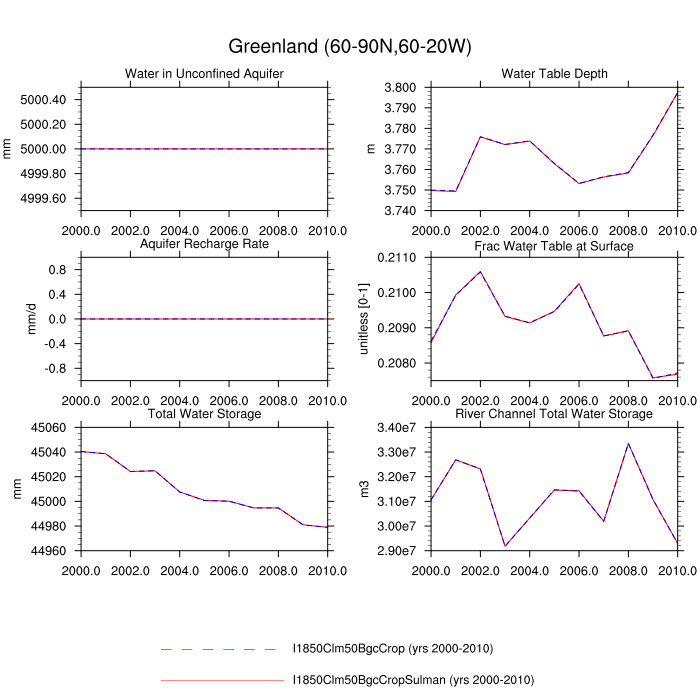 Greenland (60-90N,60-20W)
Water in Unconfined Aquifer
mm
5000.40
5000.20
5000.00
4999.80
4999.60
2000.0 2002.0 2004.0 2006.0 2008.0 2010.0
Water Table Depth
m
3.800
3.790
3.780
3.770
3.760
3.750
3.740
2000.0 2002.0 2004.0 2006.0 2008.0 2010.0
Aquifer Recharge Rate
mm/d
0.8
0.4
0.0
-0.4
-0.8
2000.0 2002.0 2004.0 2006.0 2008.0 2010.0
Frac Water Table at Surface
unitless [0-1]
0.2110
0.2100
0.2090
0.2080
2000.0 2002.0 2004.0 2006.0 2008.0 2010.0
Total Water Storage
mm
45060
45040
45020
45000
44980
44960
2000.0 2002.0 2004.0 2006.0 2008.0 2010.0
River Channel Total Water Storage
m3
3.40e7
3.30e7
3.20e7
3.10e7
3.00e7
2.90e7
2000.0 2002.0 2004.0 2006.0 2008.0 2010.0
I1850Clm50BgcCrop (yrs 2000-2010)
I1850Clm50BgcCropSulman (yrs 2000-2010)